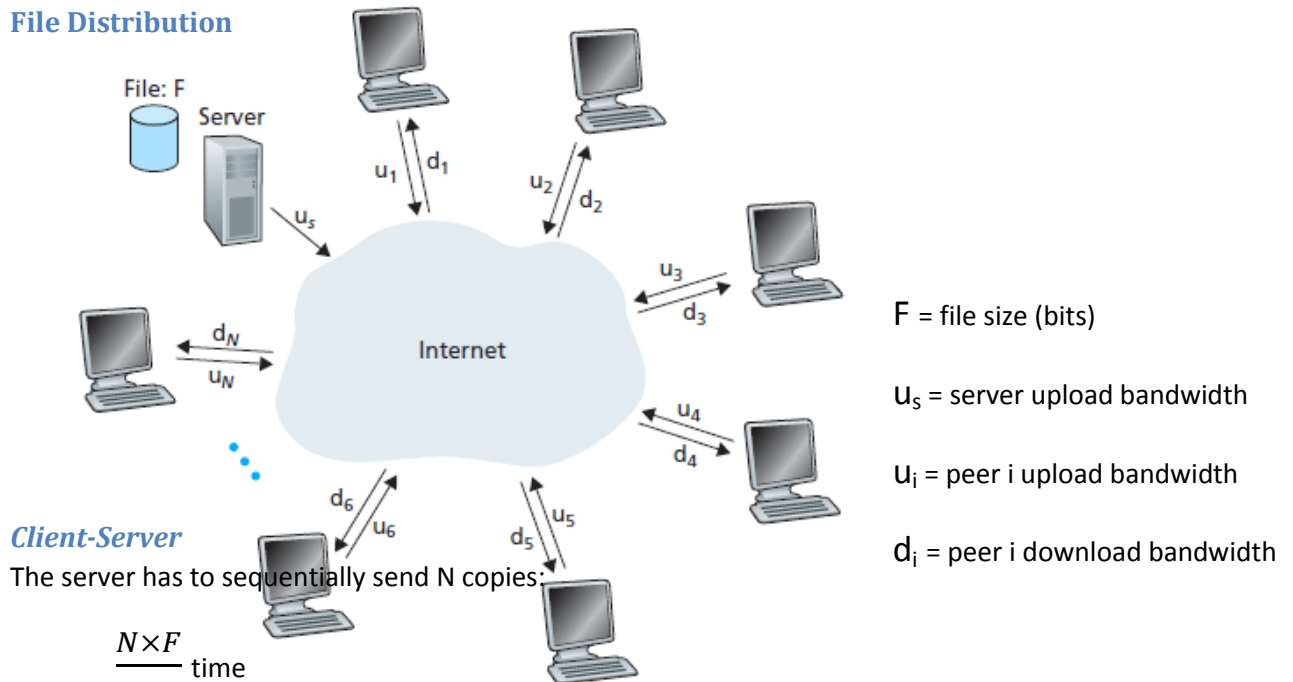 File Distribution
File: F
Server
u₁
d₁
u₂
d₂
uₛ
u₃
d₃
F = file size (bits)
d_N
u_N
Internet
uₛ = server upload bandwidth
u₄
d₄
uᵢ = peer i upload bandwidth
d₆
u₆
d₅
u₅
dᵢ = peer i download bandwidth
Client-Server
The server has to sequentially send N copies:
N×F
time